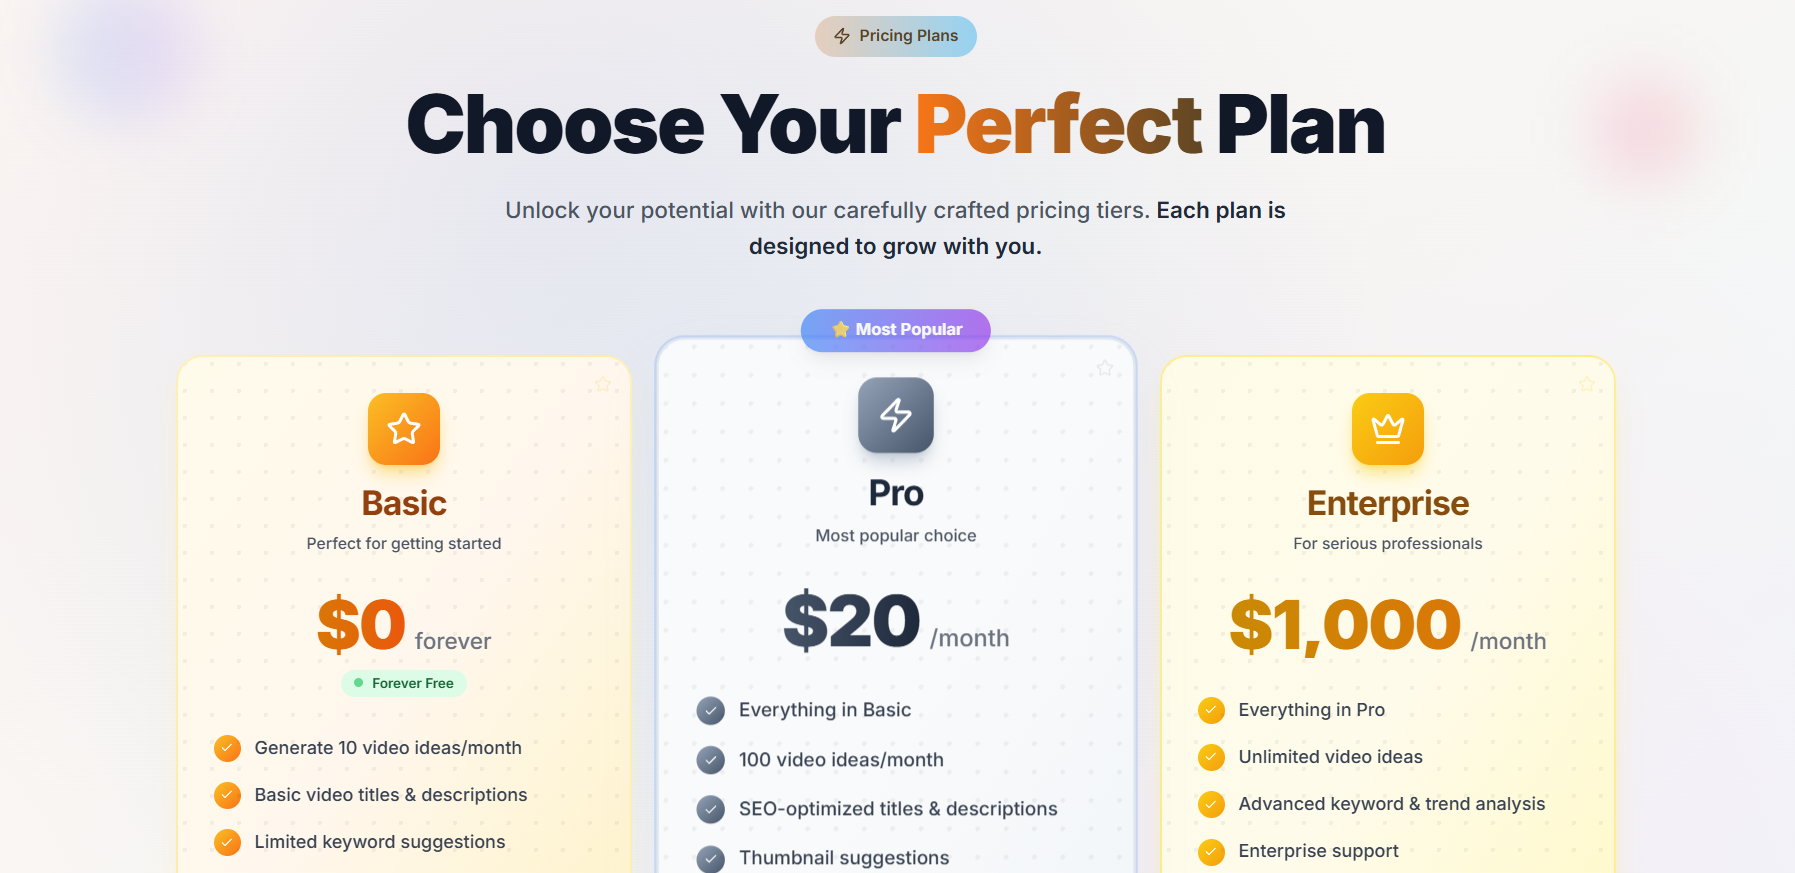 Pricing Plans
Choose Your Perfect Plan
Unlock your potential with our carefully crafted pricing tiers. Each plan is
designed to grow with you.
Basic
Perfect for getting started
$0 forever
Forever Free
Generate 10 video ideas/month
Basic video titles & descriptions
Limited keyword suggestions
⭐ Most Popular
Pro
Most popular choice
$20 /month
Everything in Basic
100 video ideas/month
SEO-optimized titles & descriptions
Thumbnail suggestions
Enterprise
For serious professionals
$1,000 /month
Everything in Pro
Unlimited video ideas
Advanced keyword & trend analysis
Enterprise support